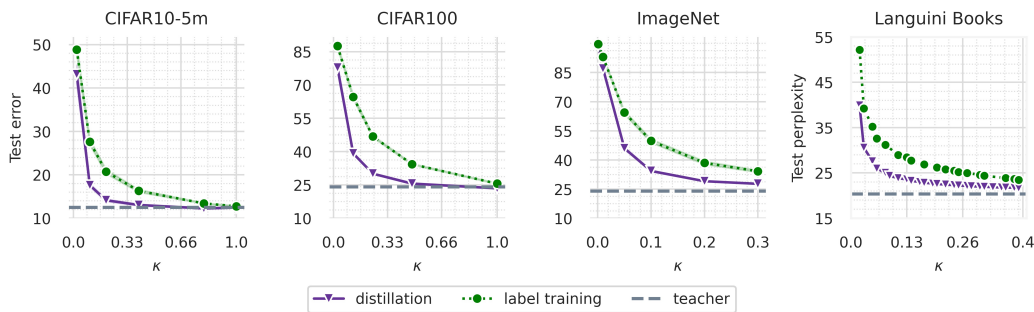 CIFAR10-5m
CIFAR100
ImageNet
Languini Books
Test error
50
40
30
20
10
0.0
0.33
0.66
1.0
κ
85
70
55
40
25
10
0.0
0.33
0.66
1.0
κ
85
70
55
40
25
10
0.0
0.1
0.2
0.3
κ
Test perplexity
55
45
35
25
15
0.0
0.13
0.26
0.4
κ
distillation
label training
teacher